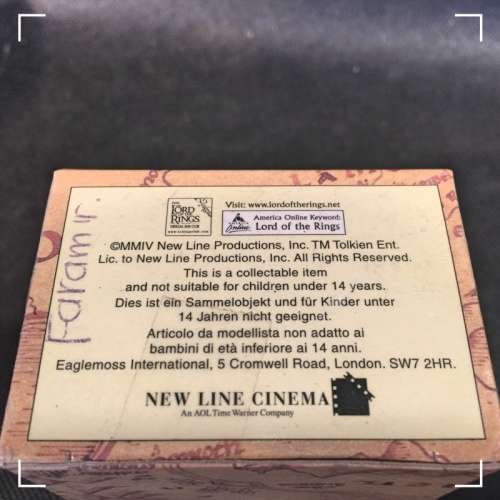 THE
LORD
OF THE
RINGS
Visit: www.lordoftherings.net
America Online Keyword:
Lord of the Rings
©MMIV New Line Productions, Inc. TM Tolkien Ent.
Lic. to New Line Productions, Inc. All Rights Reserved.
This is a collectable item
and not suitable for children under 14 years.
Dies ist ein Sammelobjekt und für Kinder unter
14 Jahren nicht geeignet.
Articolo da modellista non adatto ai
bambini di età inferiore ai 14 anni.
Eaglemoss International, 5 Cromwell Road, London. SW7 2HR.
NEW LINE CINEMA
An AOL Time Warner Company
Faramir